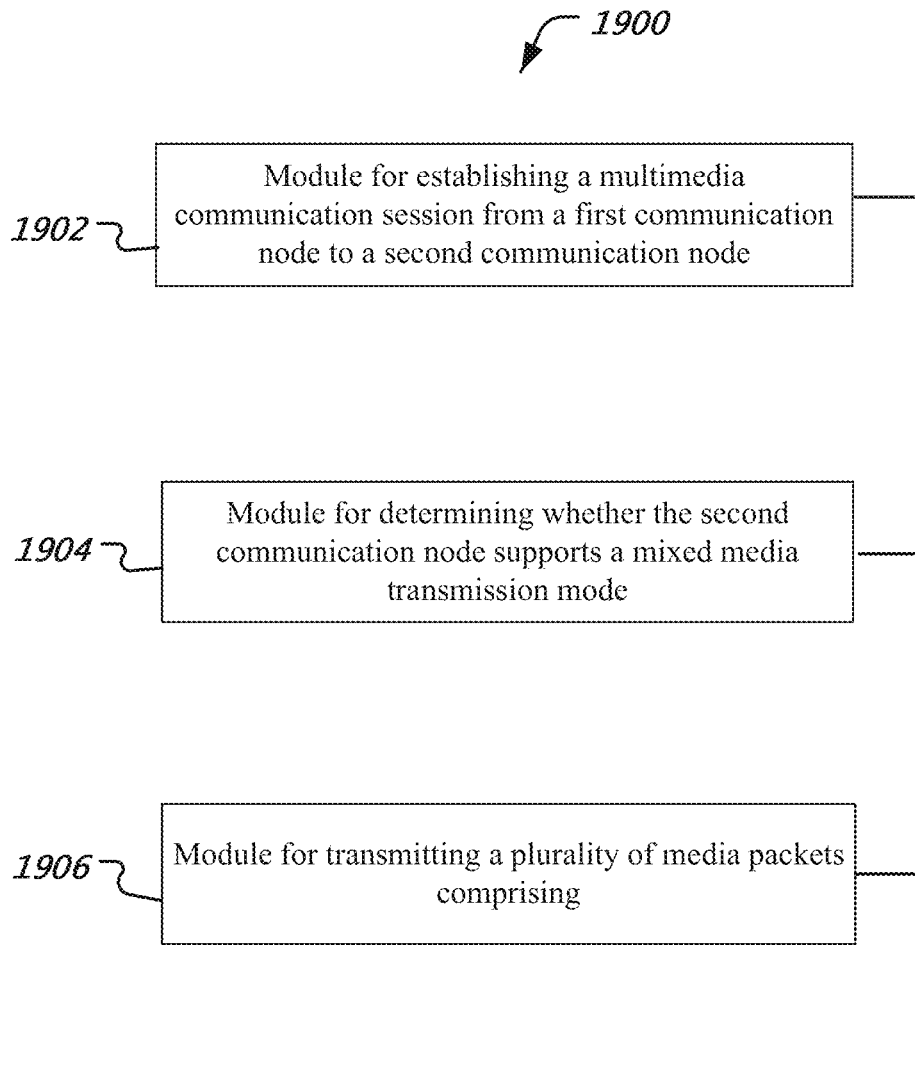 1900
Module for establishing a multimedia
communication session from a first communication
node to a second communication node
1902
Module for determining whether the second
communication node supports a mixed media
transmission mode
1904
Module for transmitting a plurality of media packets
comprising
1906